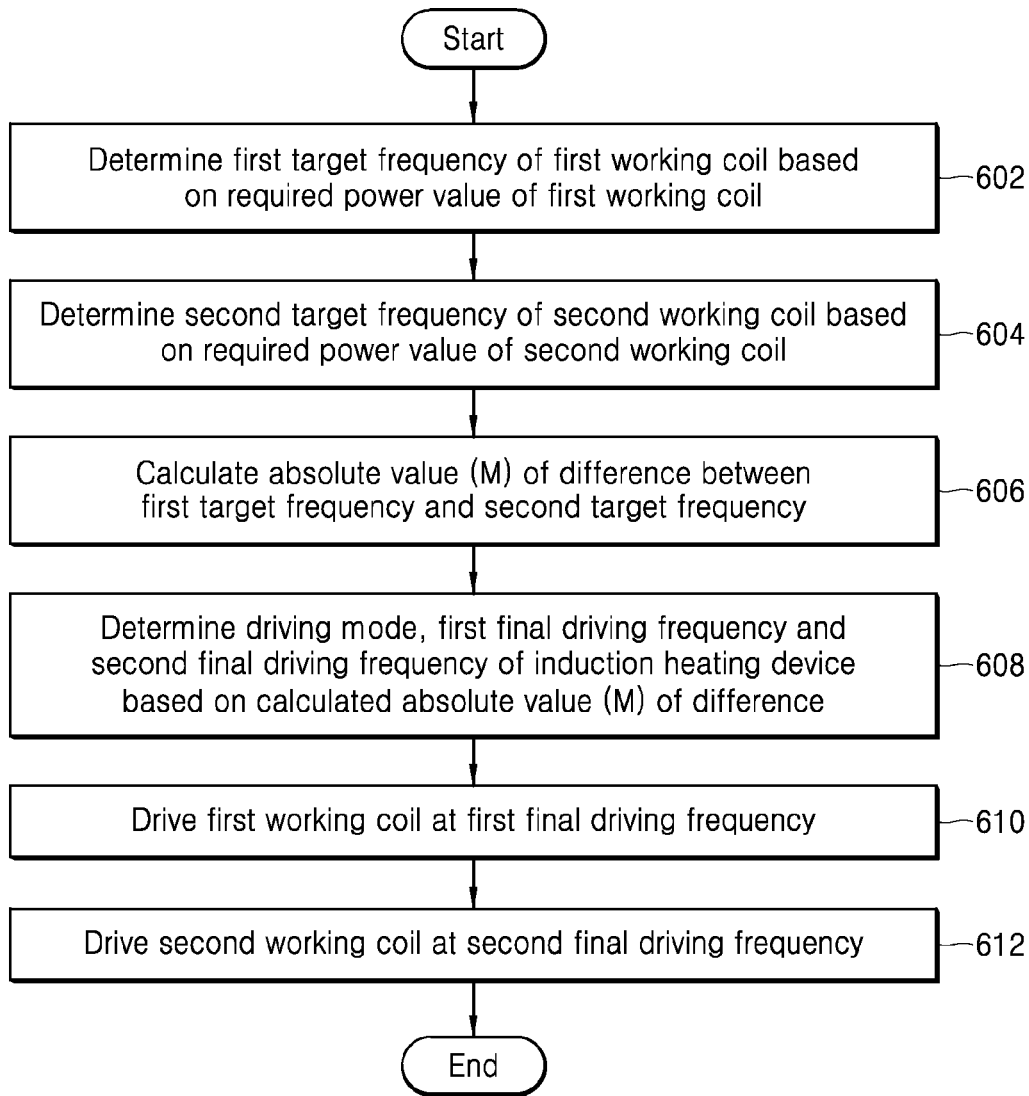 Start
Determine first target frequency of first working coil based
on required power value of first working coil
602
Determine second target frequency of second working coil based
on required power value of second working coil
604
Calculate absolute value (M) of difference between
first target frequency and second target frequency
606
Determine driving mode, first final driving frequency and
second final driving frequency of induction heating device
based on calculated absolute value (M) of difference
608
Drive first working coil at first final driving frequency
610
Drive second working coil at second final driving frequency
612
End